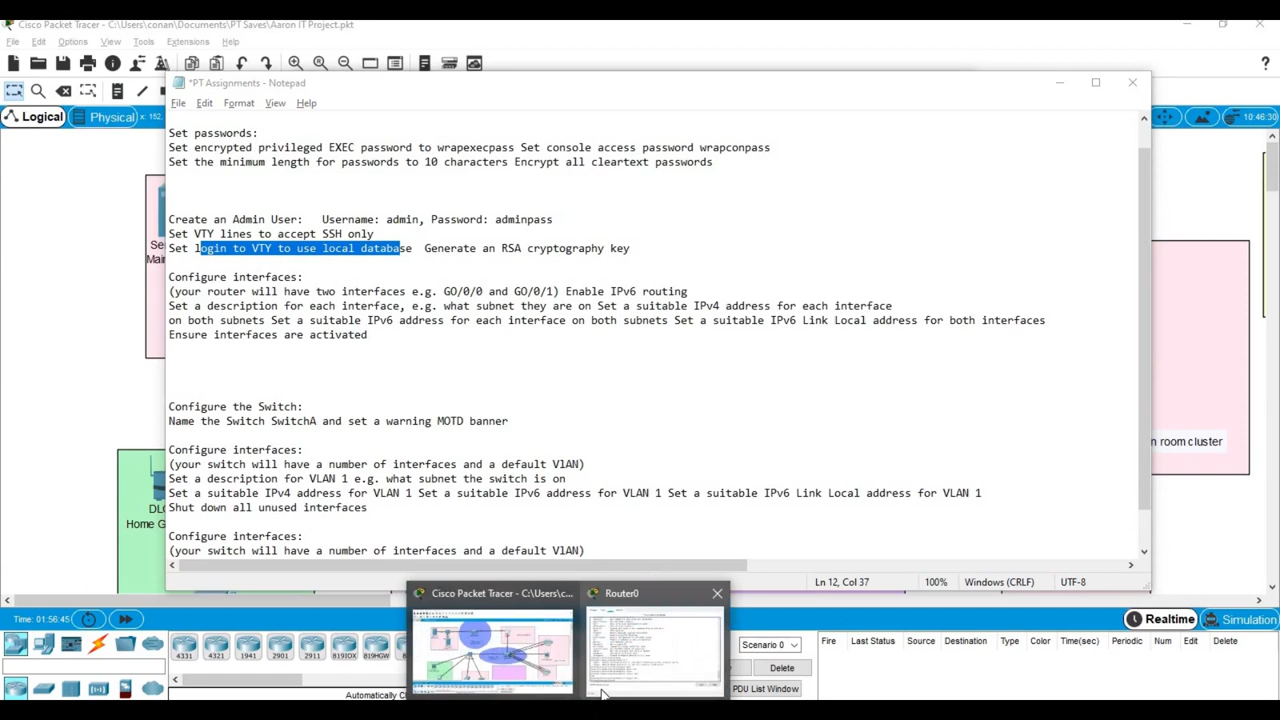 Cisco Packet Tracer - C:\Users\conan\Documents\PT Saves\Aaron IT Project.pkt
File Edit Options View Tools Extensions Help
*PT Assignments - Notepad
Logical Physical x: 152, 10:46:30
File Edit Format View Help
Set passwords:
Set encrypted privileged EXEC password to wrapexecpass Set console access password wrapconpass
Set the minimum length for passwords to 10 characters Encrypt all cleartext passwords
Create an Admin User: Username: admin, Password: adminpass
Set VTY lines to accept SSH only
Set login to VTY to use local database Generate an RSA cryptography key
Configure interfaces:
(your router will have two interfaces e.g. GO/0/0 and GO/0/1) Enable IPv6 routing
Set a description for each interface, e.g. what subnet they are on Set a suitable IPv4 address for each interface
on both subnets Set a suitable IPv6 address for each interface on both subnets Set a suitable IPv6 Link Local address for both interfaces
Ensure interfaces are activated
Configure the Switch:
Name the Switch SwitchA and set a warning MOTD banner
Configure interfaces:
(your switch will have a number of interfaces and a default VlAN)
Set a description for VLAN 1 e.g. what subnet the switch is on
Set a suitable IPv4 address for VLAN 1 Set a suitable IPv6 address for VLAN 1 Set a suitable IPv6 Link Local address for VLAN 1
Shut down all unused interfaces
Configure interfaces:
(your switch will have a number of interfaces and a default VlAN)
Se
Mai
DLC
Home G
n room cluster
Ln 12, Col 37 100% Windows (CRLF) UTF-8
Cisco Packet Tracer - C:\Users\c... Router0
Time: 01:56:45 Realtime Simulation
4331 1941 2901 2911 819HGW
Scenario 0 Fire Last Status Source Destination Type Periodic Num Edit Delete
PDU List Window
Automatically C